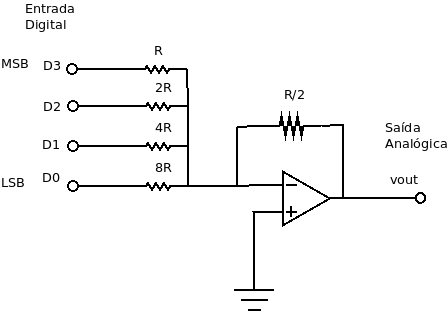 Entrada
Digital
MSB D3 R
D2 2R
D1 4R
LSB D0 8R
R/2
Saída
Analógica
vout